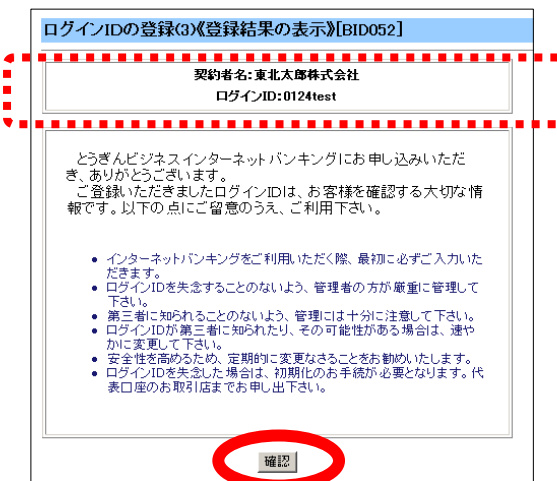 ログインIDの登録(3)《登録結果の表示》[BID052]
契約者名:東北太郎株式会社
ログインID:0124test
とうぎんビジネスインターネットバンキングにお申し込みいただ
き、ありがとうございます。
ご登録いただきましたログインIDは、お客様を確認する大切な情
報です。以下の点にご留意のうえ、ご利用下さい。
● インターネットバンキングをご利用いただく際、最初に必ずご入力いた
だきます。
● ログインIDを失念することのないよう、管理者の方が厳重に管理して
下さい。
● 第三者に知られることのないよう、管理には十分に注意して下さい。
● ログインIDが第三者に知られたり、その可能性がある場合は、速や
かに変更して下さい。
● 安全性を高めるため、定期的に変更なさることをお勧めいたします。
● ログインIDを失念した場合は、初期化のお手続が必要となります。代
表口座のお取引店までお申し出下さい。
確認